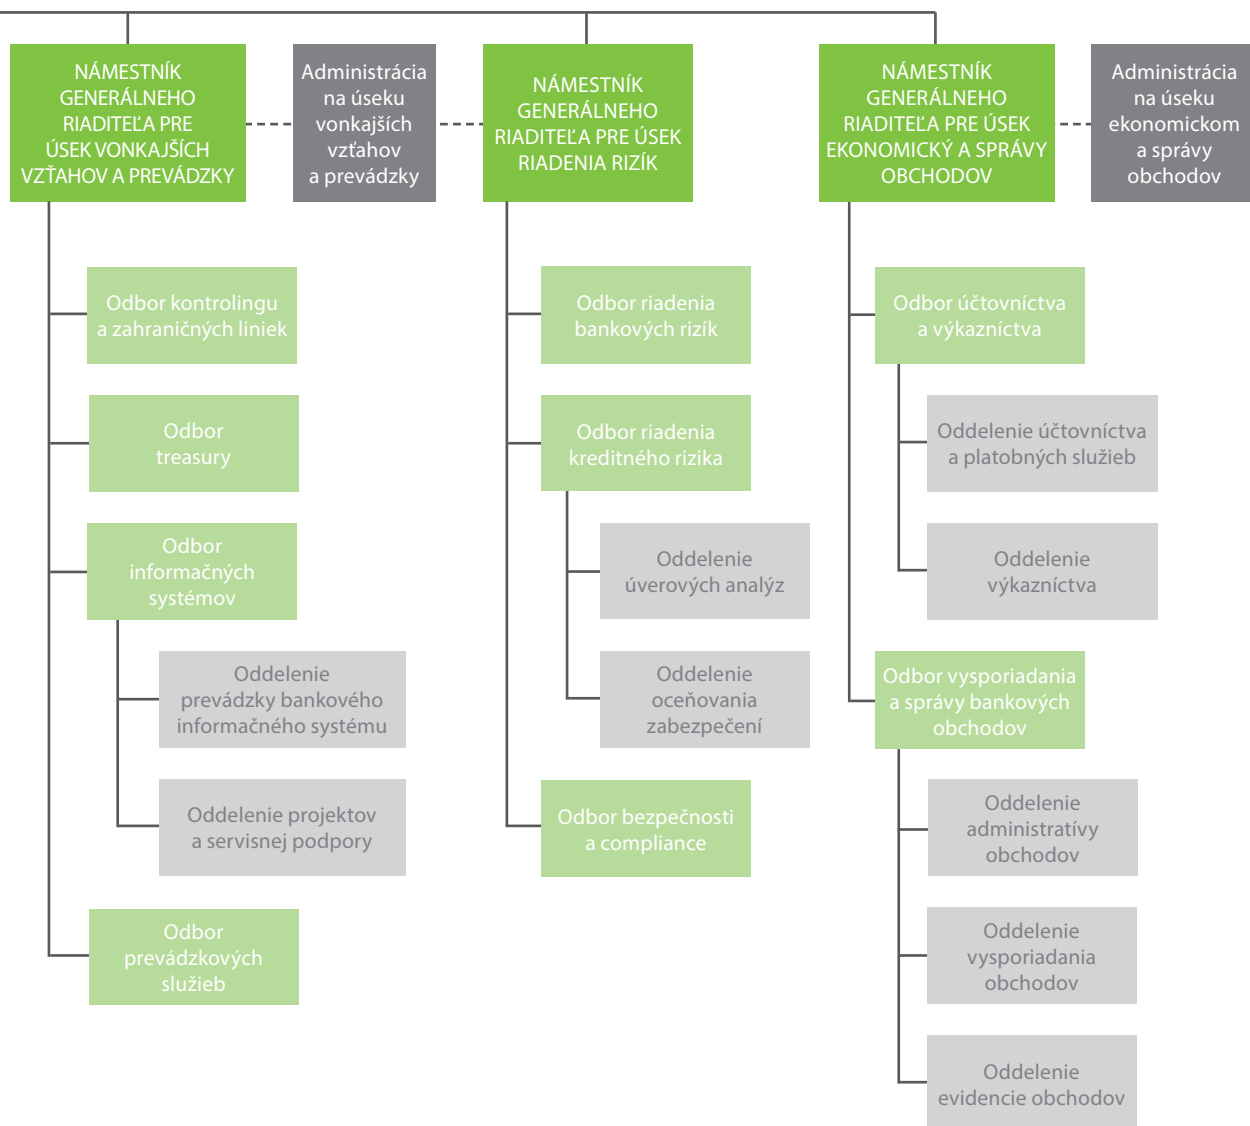 NÁMESTNÍK
GENERÁLNEHO
RIADITEĽA PRE
ÚSEK VONKAJŠÍCH
VZŤAHOV A PREVÁDZKY
Administrácia
na úseku
vonkajších
vzťahov
a prevádzky
NÁMESTNÍK
GENERÁLNEHO
RIADITEĽA PRE ÚSEK
RIADENIA RIZÍK
NÁMESTNÍK
GENERÁLNEHO
RIADITEĽA PRE ÚSEK
EKONOMICKÝ A SPRÁVY
OBCHODOV
Administrácia
na úseku
ekonomickom
a správy
obchodov
Odbor kontrolingu
a zahraničných liniek
Odbor
treasury
Odbor
informačných
systémov
Oddelenie
prevádzky bankového
informačného systému
Oddelenie projektov
a servisnej podpory
Odbor
prevádzkových
služieb
Odbor riadenia
bankových rizík
Odbor riadenia
kreditného rizika
Oddelenie
úverových analýz
Oddelenie
oceňovania
zabezpečení
Odbor bezpečnosti
a compliance
Odbor účtovníctva
a výkazníctva
Oddelenie účtovníctva
a platobných služieb
Oddelenie
výkazníctva
Odbor vysporiadania
a správy bankových
obchodov
Oddelenie
administratívy
obchodov
Oddelenie
vysporiadania
obchodov
Oddelenie
evidencie obchodov